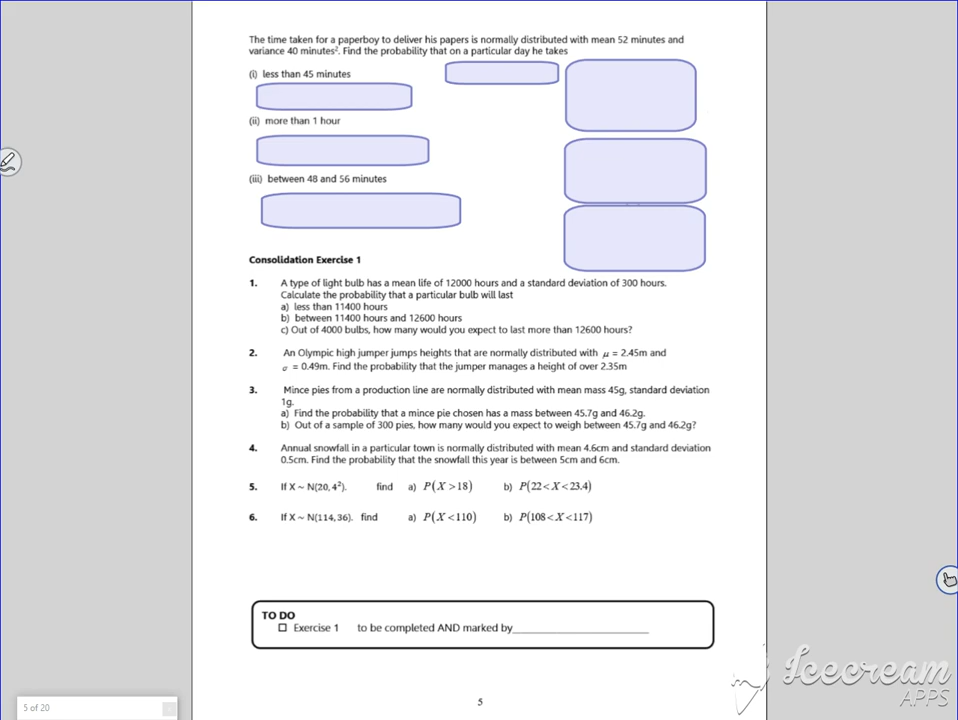 The time taken for a paperboy to deliver his papers is normally distributed with mean 52 minutes and
variance 40 minutes². Find the probability that on a particular day he takes
(i) less than 45 minutes
(ii) more than 1 hour
(iii) between 48 and 56 minutes
Consolidation Exercise 1
1. A type of light bulb has a mean life of 12000 hours and a standard deviation of 300 hours.
Calculate the probability that a particular bulb will last
a) less than 11400 hours
b) between 11400 hours and 12600 hours
c) Out of 4000 bulbs, how many would you expect to last more than 12600 hours?
2. An Olympic high jumper jumps heights that are normally distributed with μ = 2.45m and
σ = 0.49m. Find the probability that the jumper manages a height of over 2.35m
3. Mince pies from a production line are normally distributed with mean mass 45g, standard deviation
1g.
a) Find the probability that a mince pie chosen has a mass between 45.7g and 46.2g.
b) Out of a sample of 300 pies, how many would you expect to weigh between 45.7g and 46.2g?
4. Annual snowfall in a particular town is normally distributed with mean 4.6cm and standard deviation
0.5cm. Find the probability that the snowfall this year is between 5cm and 6cm.
5. If X ~ N(20, 4²). find a) P(X > 18) b) P(22 < X < 23.4)
6. If X ~ N(114, 36). find a) P(X < 110) b) P(108 < X < 117)
TO DO
☐ Exercise 1 to be completed AND marked by__________________________
5
5 of 20
Icecream
APPS